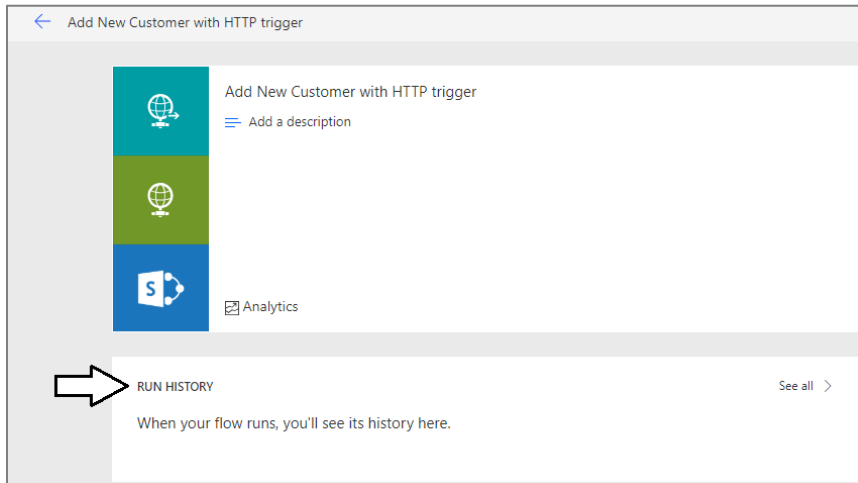 Add New Customer with HTTP trigger
Add New Customer with HTTP trigger
Add a description
S
Analytics
RUN HISTORY
See all
When your flow runs, you'll see its history here.